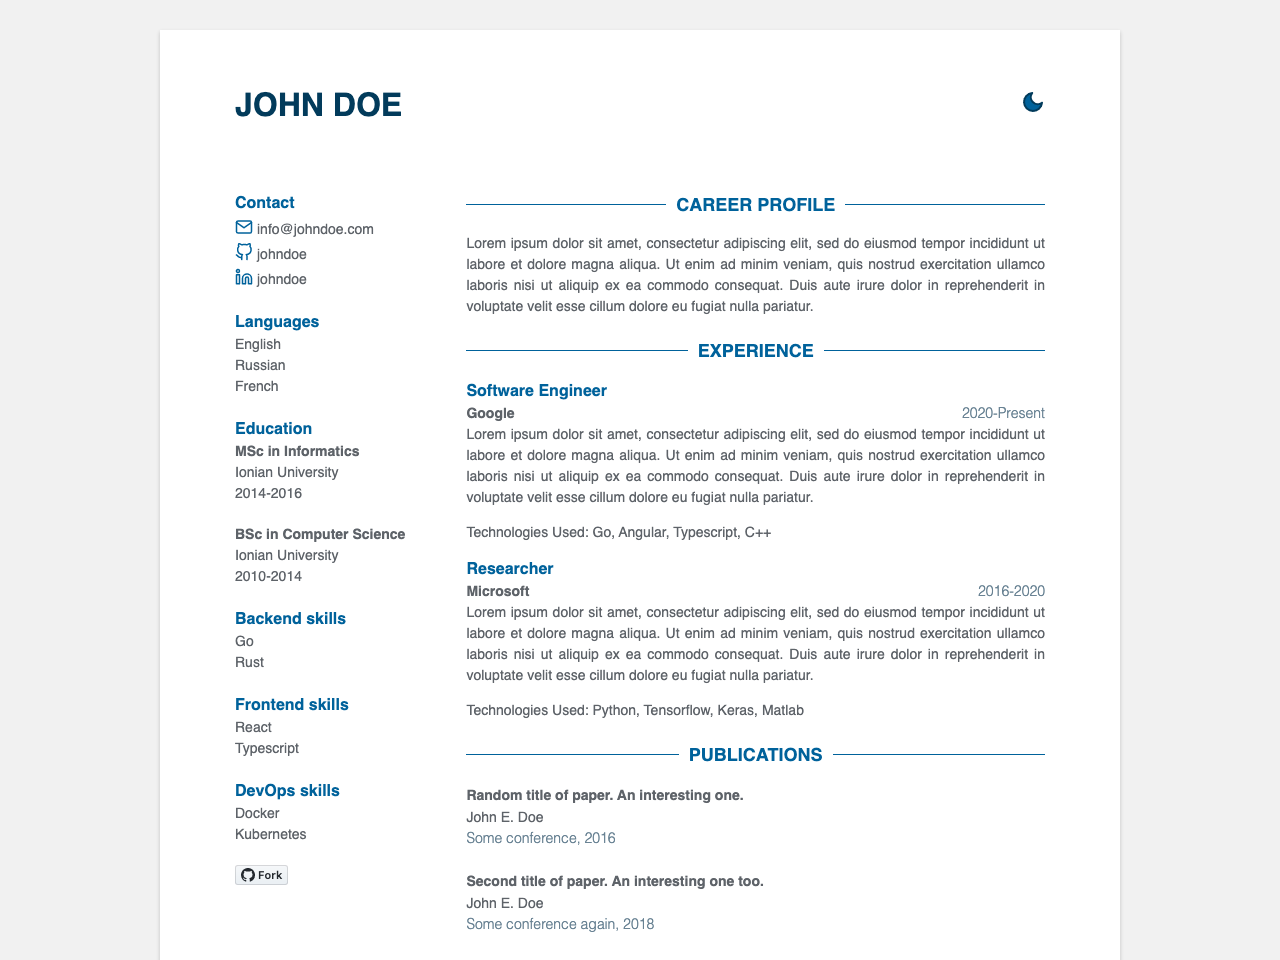 JOHN DOE
Contact
info@johndoe.com
johndoe
johndoe
Languages
English
Russian
French
Education
MSc in Informatics
Ionian University
2014-2016
BSc in Computer Science
Ionian University
2010-2014
Backend skills
Go
Rust
Frontend skills
React
Typescript
DevOps skills
Docker
Kubernetes
Fork
CAREER PROFILE
Lorem ipsum dolor sit amet, consectetur adipiscing elit, sed do eiusmod tempor incididunt ut
labore et dolore magna aliqua. Ut enim ad minim veniam, quis nostrud exercitation ullamco
laboris nisi ut aliquip ex ea commodo consequat. Duis aute irure dolor in reprehenderit in
voluptate velit esse cillum dolore eu fugiat nulla pariatur.
EXPERIENCE
Software Engineer
Google 2020-Present
Lorem ipsum dolor sit amet, consectetur adipiscing elit, sed do eiusmod tempor incididunt ut
labore et dolore magna aliqua. Ut enim ad minim veniam, quis nostrud exercitation ullamco
laboris nisi ut aliquip ex ea commodo consequat. Duis aute irure dolor in reprehenderit in
voluptate velit esse cillum dolore eu fugiat nulla pariatur.
Technologies Used: Go, Angular, Typescript, C++
Researcher
Microsoft 2016-2020
Lorem ipsum dolor sit amet, consectetur adipiscing elit, sed do eiusmod tempor incididunt ut
labore et dolore magna aliqua. Ut enim ad minim veniam, quis nostrud exercitation ullamco
laboris nisi ut aliquip ex ea commodo consequat. Duis aute irure dolor in reprehenderit in
voluptate velit esse cillum dolore eu fugiat nulla pariatur.
Technologies Used: Python, Tensorflow, Keras, Matlab
PUBLICATIONS
Random title of paper. An interesting one.
John E. Doe
Some conference, 2016
Second title of paper. An interesting one too.
John E. Doe
Some conference again, 2018